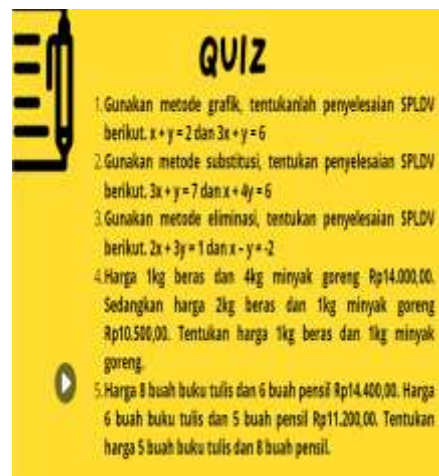 QUIZ
1. Gunakan metode grafik, tentukanlah penyelesaian SPLDV
berikut. x + y = 2 dan 3x + y = 6
2. Gunakan metode substitusi, tentukan penyelesaian SPLDV
berikut. 3x + y = 7 dan x + 4y = 6
3. Gunakan metode eliminasi, tentukan penyelesaian SPLDV
berikut. 2x + 3y = 1 dan x - y = -2
4. Harga 1kg beras dan 4kg minyak goreng Rp14.000,00.
Sedangkan harga 2kg beras dan 1kg minyak goreng
Rp10.500,00. Tentukan harga 1kg beras dan 1kg minyak
goreng.
5. Harga 8 buah buku tulis dan 6 buah pensil Rp14.400,00. Harga
6 buah buku tulis dan 5 buah pensil Rp11.200,00. Tentukan
harga 5 buah buku tulis dan 8 buah pensil.